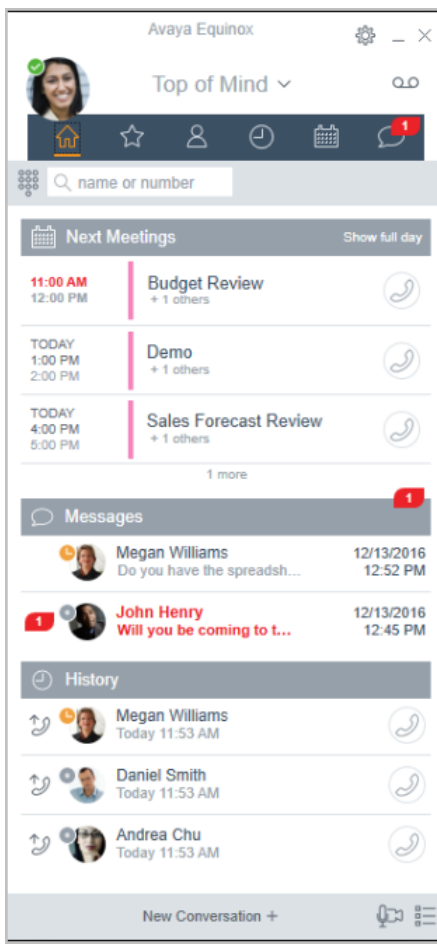 Avaya Equinox
Top of Mind
1
name or number
Next Meetings Show full day
11:00 AM
12:00 PM
Budget Review
+ 1 others
TODAY
1:00 PM
2:00 PM
Demo
+ 1 others
TODAY
4:00 PM
5:00 PM
Sales Forecast Review
+ 1 others
1 more
1
Messages
Megan Williams 12/13/2016
Do you have the spreadsh... 12:52 PM
1
John Henry 12/13/2016
Will you be coming to t... 12:45 PM
History
Megan Williams
Today 11:53 AM
Daniel Smith
Today 11:53 AM
Andrea Chu
Today 11:53 AM
New Conversation +